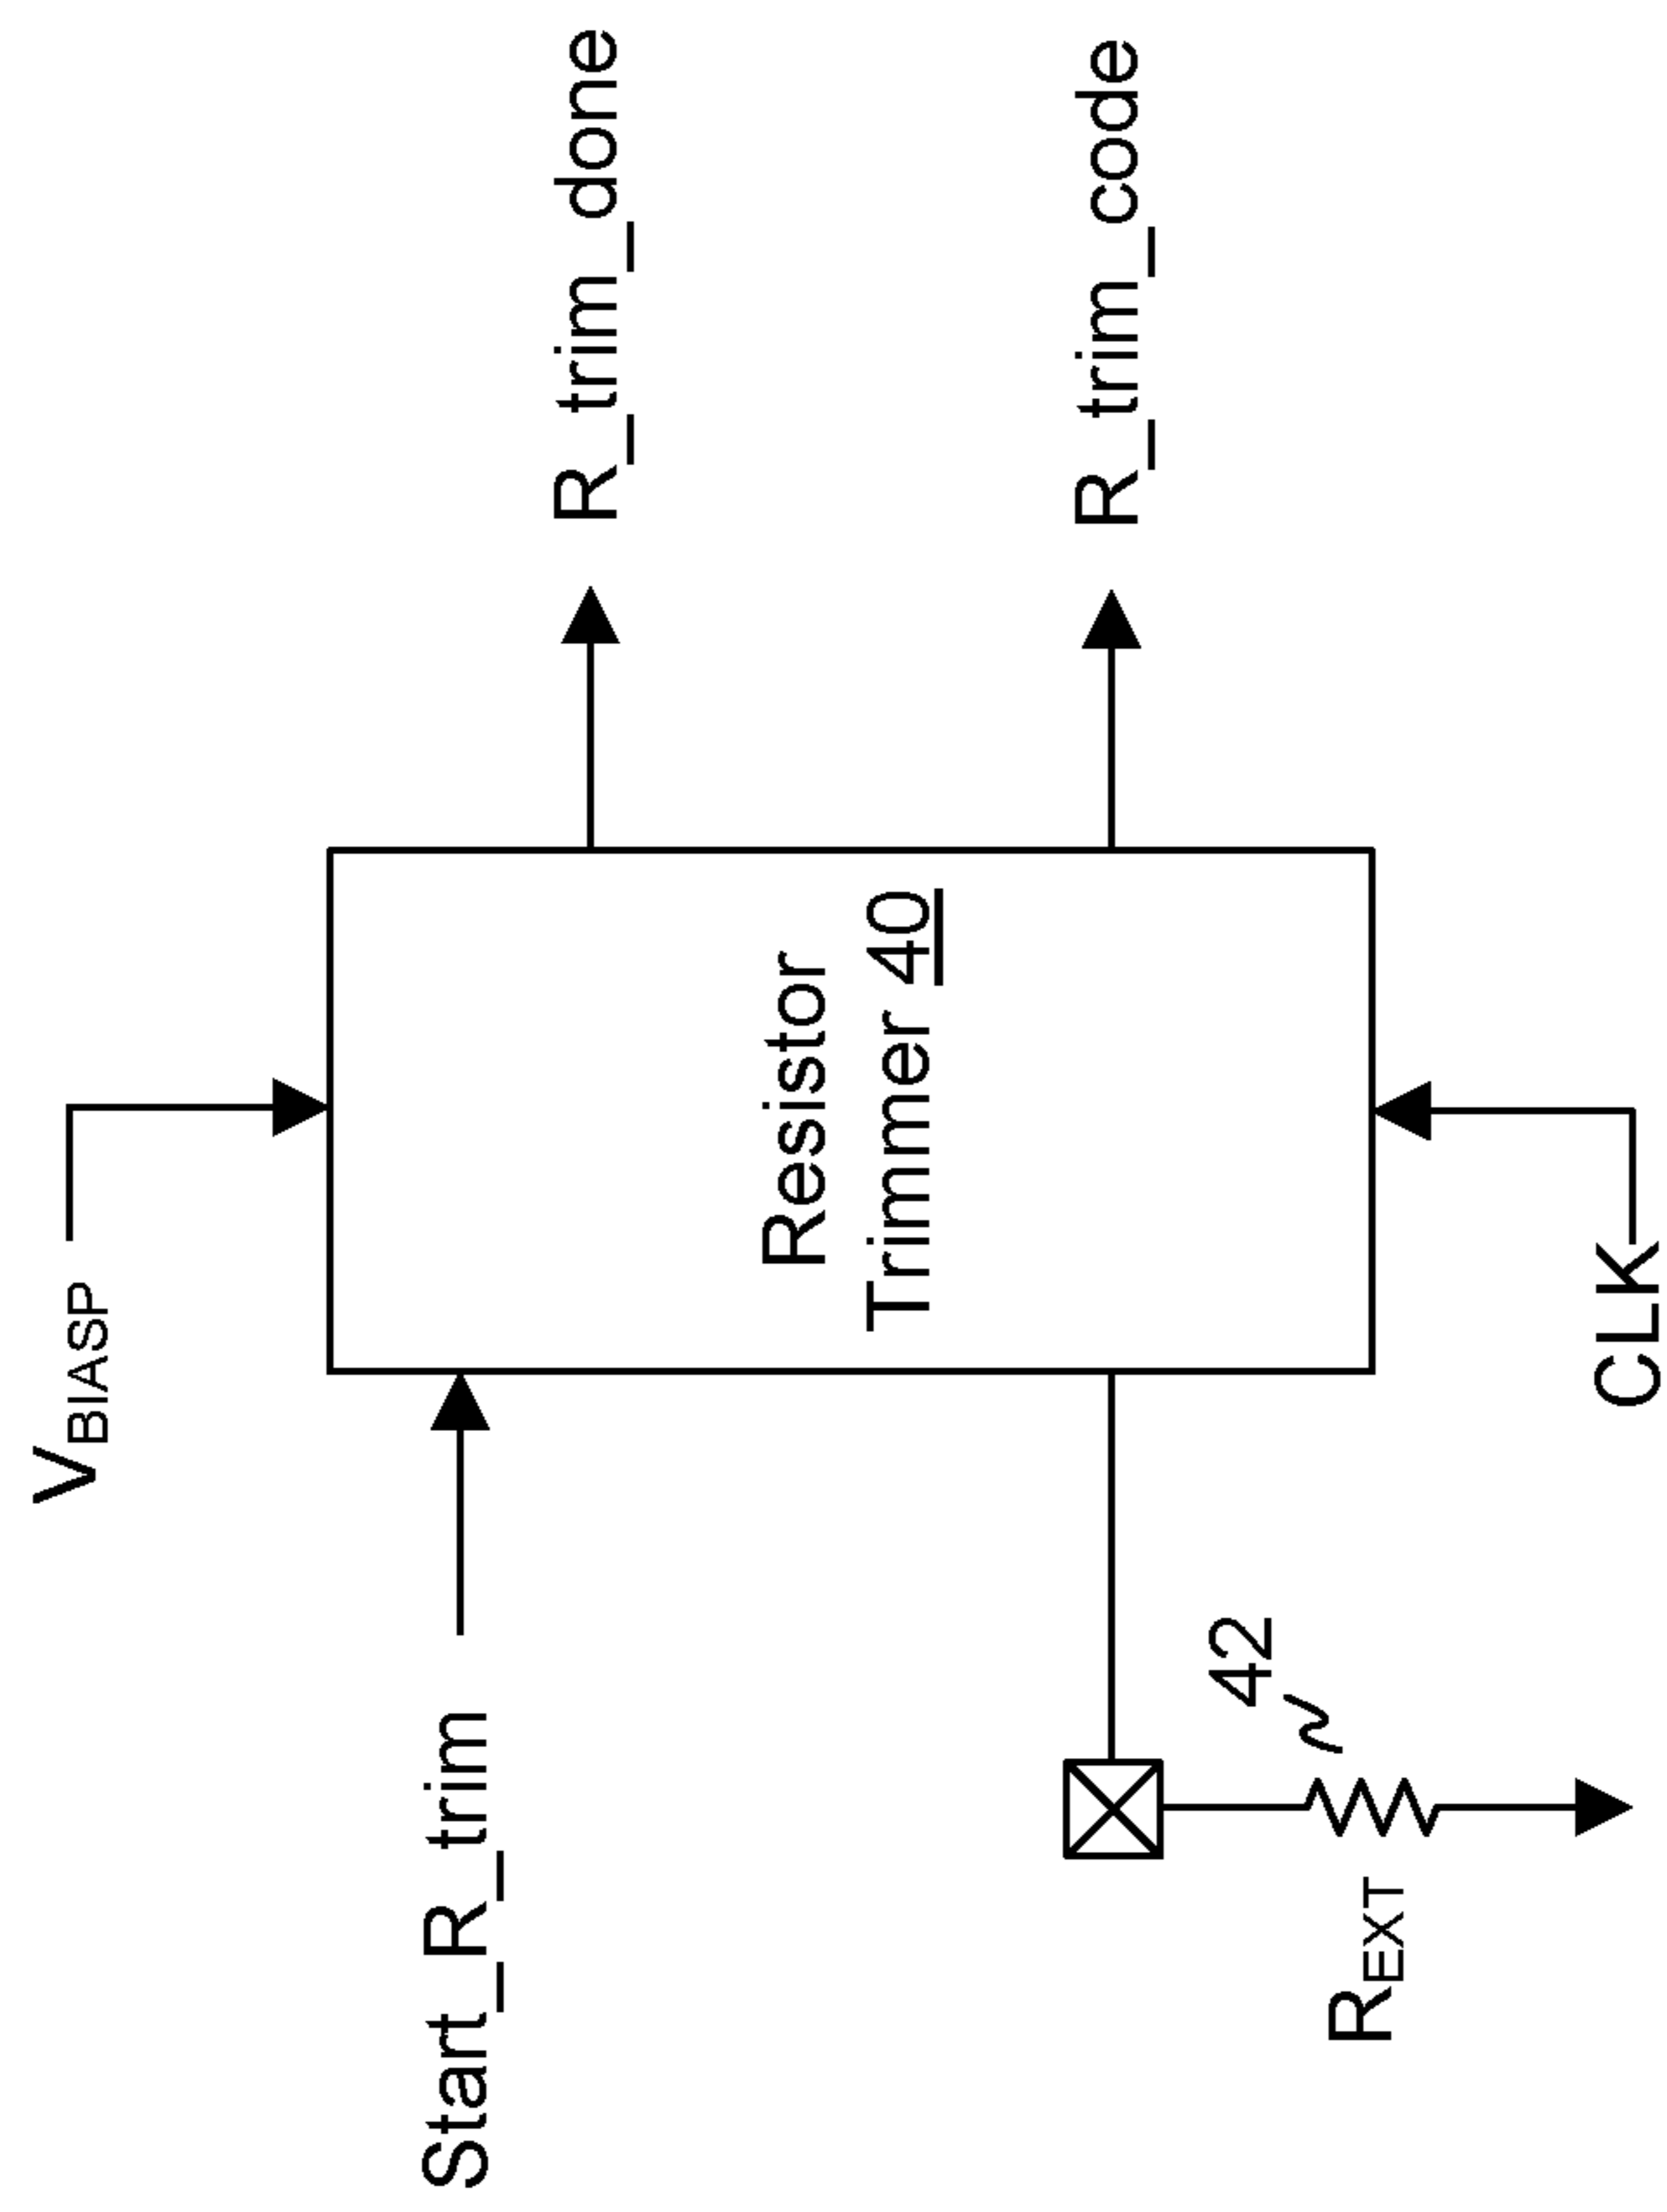 V_BIASP
Start_R_trim
R_trim_done
Resistor
Trimmer 40
R_trim_code
42
R_EXT
CLK